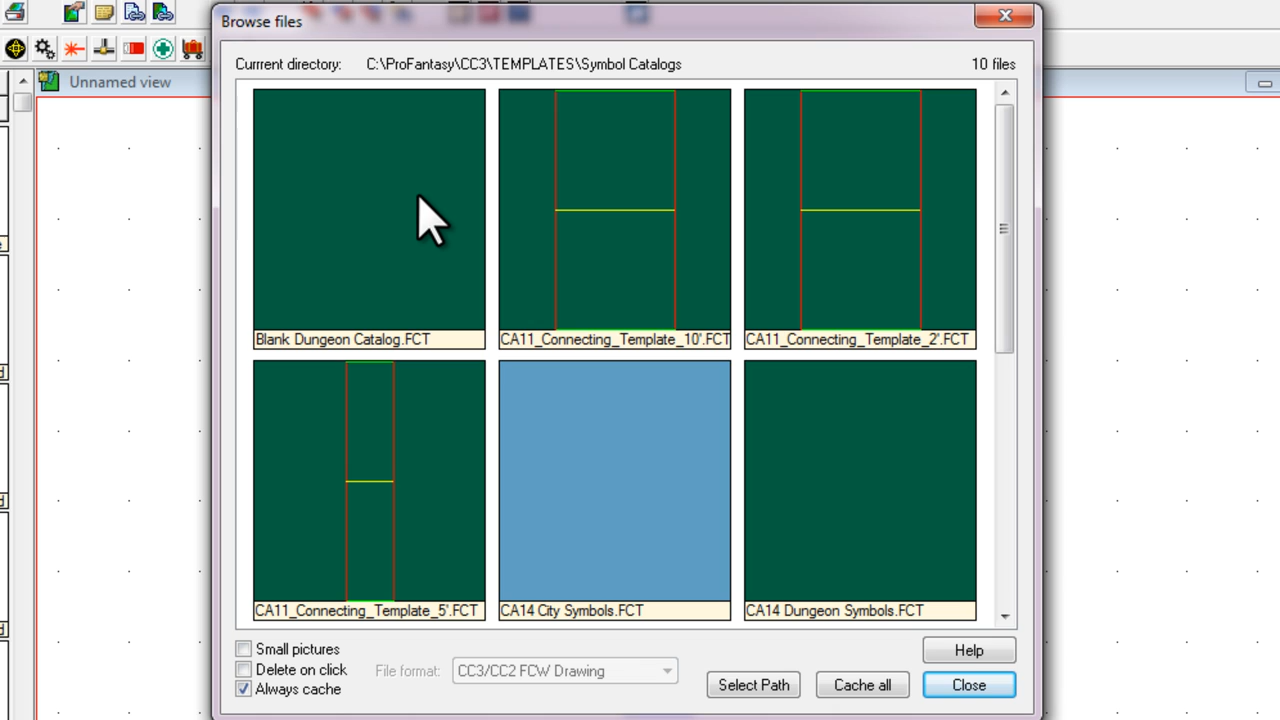 Browse files
Currrent directory: C:\ProFantasy\CC3\TEMPLATES\Symbol Catalogs 10 files
Unnamed view
Blank Dungeon Catalog.FCT
CA11_Connecting_Template_10'.FCT
CA11_Connecting_Template_2'.FCT
CA11_Connecting_Template_5'.FCT
CA14 City Symbols.FCT
CA14 Dungeon Symbols.FCT
Small pictures
Delete on click
Always cache
File format: CC3/CC2 FCW Drawing
Select Path
Cache all
Help
Close